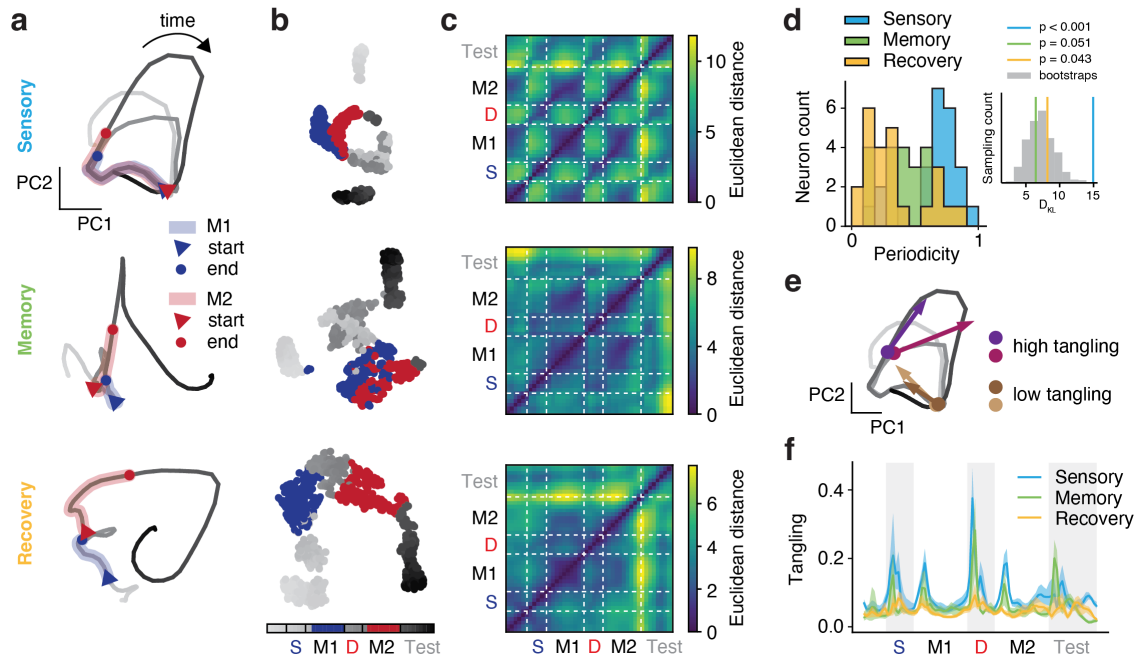 a
time
Sensory
PC2
PC1
M1
start
end
M2
start
end
Memory
Recovery
b
S M1 D M2 Test
c
Test
M2
D
M1
S
10
5
0
Euclidean distance
Test
M2
D
M1
S
8
6
4
2
0
Euclidean distance
Test
M2
D
M1
S
6
4
2
0
Euclidean distance
S M1 D M2 Test
d
Sensory
Memory
Recovery
Neuron count
6
4
2
0
0 1
Periodicity
p < 0.001
p = 0.051
p = 0.043
bootstraps
Sampling count
5 10 15
DKL
e
PC2
PC1
high tangling
low tangling
f
Tangling
0.4
0.2
0.0
Sensory
Memory
Recovery
S M1 D M2 Test